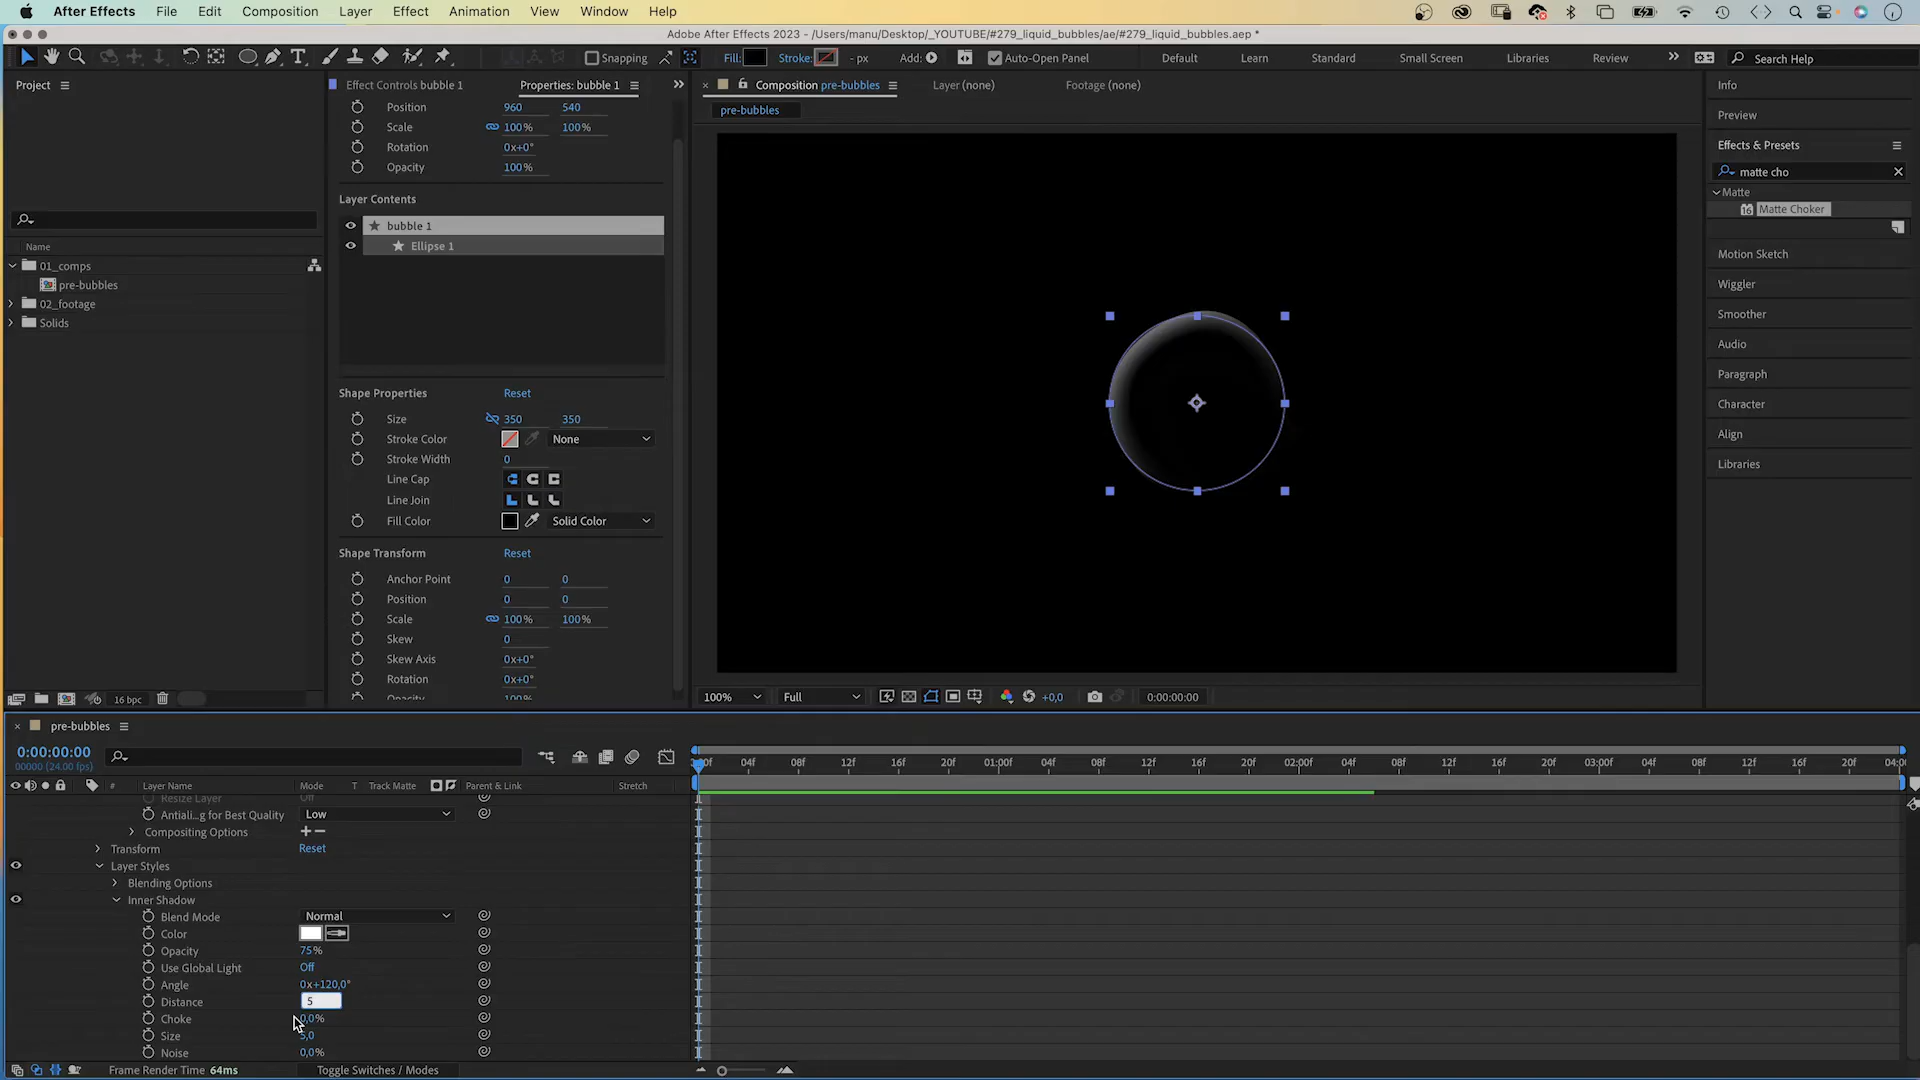 After Effects File Edit Composition Layer Effect Animation View Window Help
Adobe After Effects 2023 - /Users/manu/Desktop/_YOUTUBE/#279_liquid_bubbles/ae/#279_liquid_bubbles.aep *
Snapping Fill: Stroke: - px Add: Auto-Open Panel Default Learn Standard Small Screen Libraries Review Search Help
Project
Effect Controls bubble 1 Properties: bubble 1
Composition pre-bubbles Layer (none) Footage (none)
pre-bubbles
Name
01_comps
pre-bubbles
02_footage
Solids
16 bpc
Position 960 540
Scale 100% 100%
Rotation 0x+0°
Opacity 100%
Layer Contents
bubble 1
Ellipse 1
Shape Properties Reset
Size 350 350
Stroke Color None
Stroke Width 0
Line Cap
Line Join
Fill Color Solid Color
Shape Transform Reset
Anchor Point 0 0
Position 0 0
Scale 100% 100%
Skew 0
Skew Axis 0x+0°
Rotation 0x+0°
Opacity 100%
100% Full +0,0 0:00:00:00
Info
Preview
Effects & Presets
matte cho
Matte
16 Matte Choker
Motion Sketch
Wiggler
Smoother
Audio
Paragraph
Character
Align
Libraries
pre-bubbles
0:00:00:00
00000 (24.00 fps)
# Layer Name Mode T Track Matte Parent & Link Stretch
04f 08f 12f 16f 20f 01:00f 04f 08f 12f 16f 20f 02:00f 04f 08f 12f 16f 20f 03:00f 04f 08f 12f 16f 20f
Resize Layer Off
Antiali...g for Best Quality Low
Compositing Options
Transform Reset
Layer Styles
Blending Options
Inner Shadow
Blend Mode Normal
Color
Opacity 75%
Use Global Light Off
Angle 0x+120,0°
Distance 5
Choke 0,0%
Size 5,0
Noise 0,0%
Frame Render Time 64ms Toggle Switches / Modes